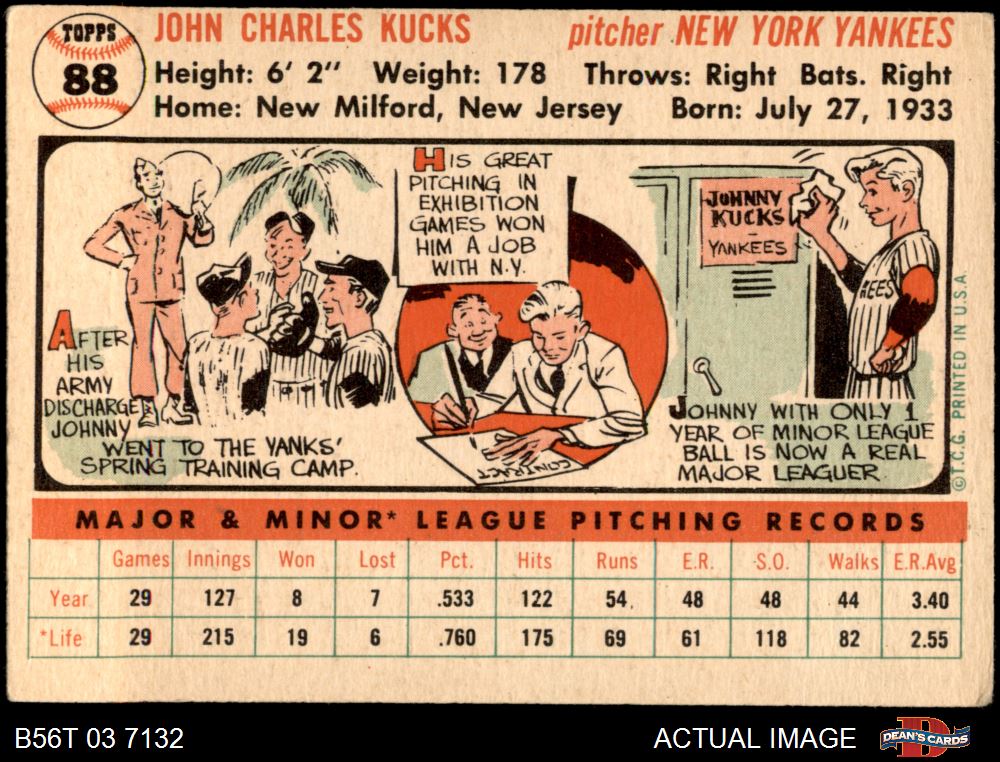 TOPPS
88
JOHN CHARLES KUCKS pitcher NEW YORK YANKEES
Height: 6' 2" Weight: 178 Throws: Right Bats. Right
Home: New Milford, New Jersey Born: July 27, 1933
AFTER
HIS
ARMY
DISCHARGE
JOHNNY
WENT TO THE YANKS'
SPRING TRAINING CAMP.
HIS GREAT
PITCHING IN
EXHIBITION
GAMES WON
HIM A JOB
WITH N.Y.
CONTRACT
JOHNNY
KUCKS
YANKEES
KEES
JOHNNY WITH ONLY 1
YEAR OF MINOR LEAGUE
BALL IS NOW A REAL
MAJOR LEAGUER
©T.C.G. PRINTED IN U.S.A.
MAJOR & MINOR* LEAGUE PITCHING RECORDS
Games Innings Won Lost Pct. Hits Runs E.R. S.O. Walks E.R.Avg
Year 29 127 8 7 .533 122 54 48 48 44 3.40
*Life 29 215 19 6 .760 175 69 61 118 82 2.55
B56T 03 7132 ACTUAL IMAGE
D
DEAN'S CARDS